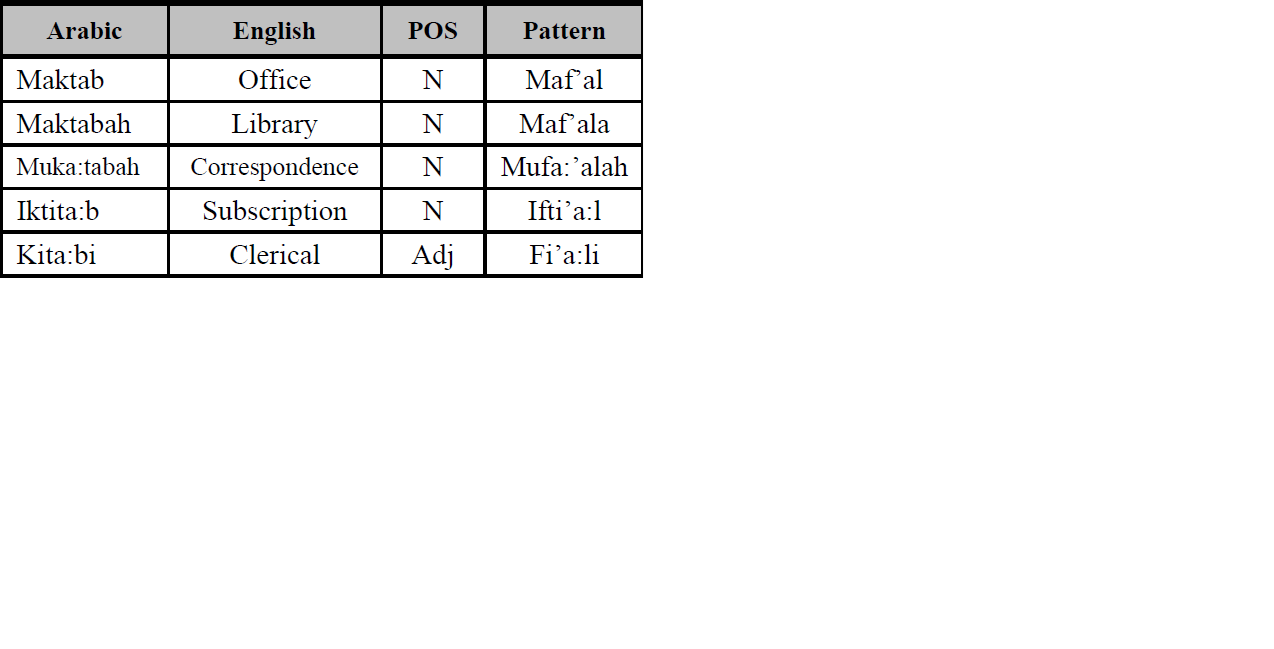 Arabic English POS Pattern
Maktab Office N Maf’al
Maktabah Library N Maf’ala
Muka:tabah Correspondence N Mufa:’alah
Iktita:b Subscription N Ifti’a:l
Kita:bi Clerical Adj Fi’a:li